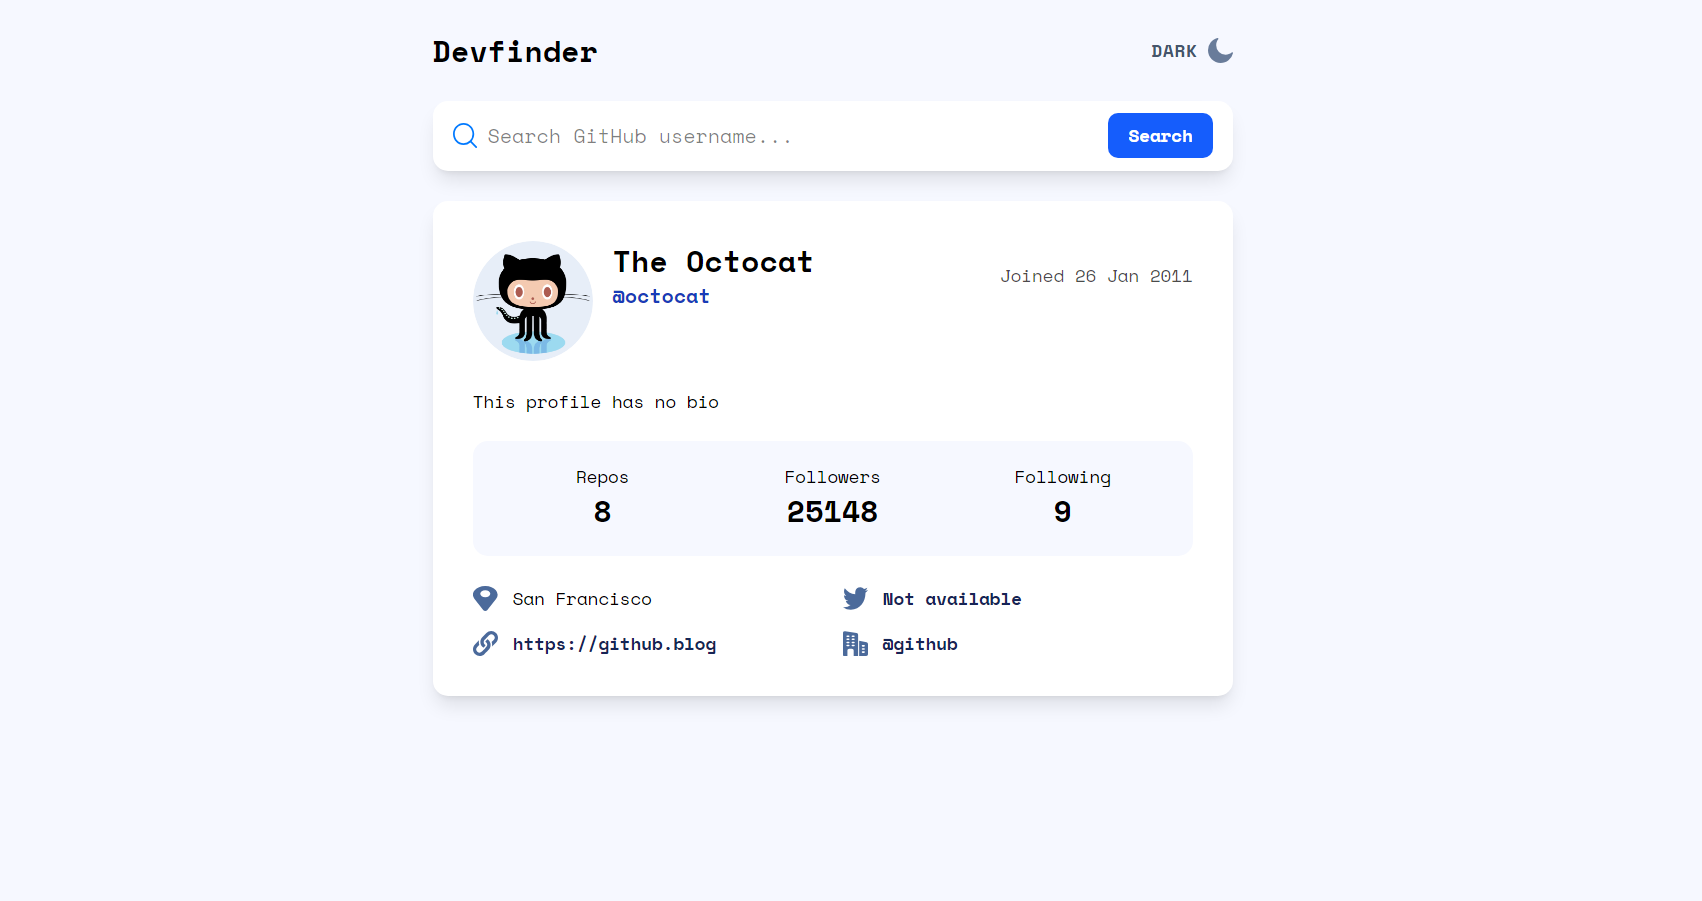 Devfinder
DARK
Search GitHub username...
Search
The Octocat
@octocat
Joined 26 Jan 2011
This profile has no bio
Repos
Followers
Following
8
25148
9
San Francisco
Not available
https://github.blog
@github